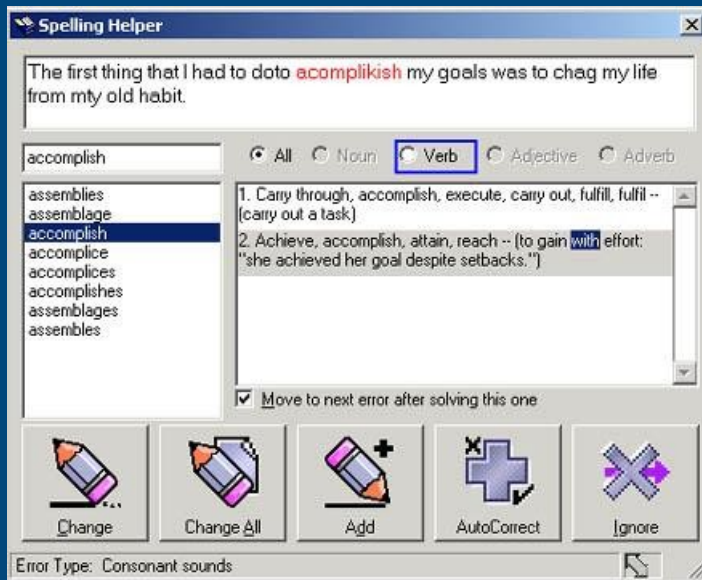 Spelling Helper
The first thing that I had to doto acomplikish my goals was to chag my life
from mty old habit.
accomplish
All Noun Verb Adjective Adverb
assemblies
assemblage
accomplish
accomplice
accomplices
accomplishes
assemblages
assembles
1. Carry through, accomplish, execute, carry out, fulfill, fulfil --
(carry out a task)
2. Achieve, accomplish, attain, reach -- (to gain with effort:
"she achieved her goal despite setbacks.")
Move to next error after solving this one
Change Change All Add AutoCorrect Ignore
Error Type: Consonant sounds